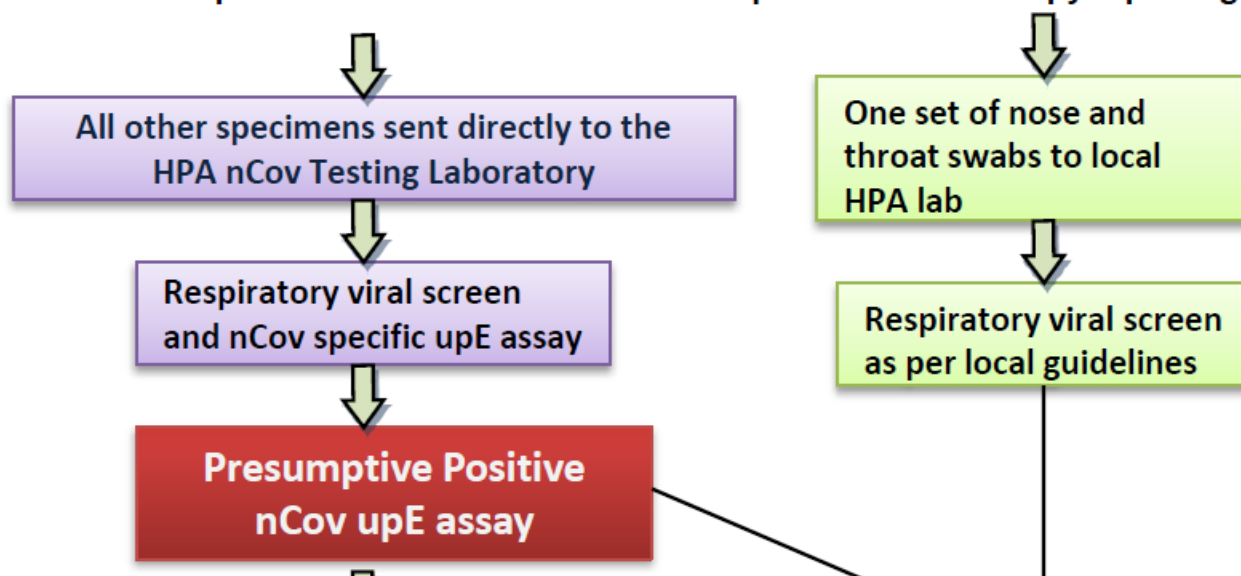 All other specimens sent directly to the
HPA nCov Testing Laboratory
Respiratory viral screen
and nCov specific upE assay
Presumptive Positive
nCov upE assay
One set of nose and
throat swabs to local
HPA lab
Respiratory viral screen
as per local guidelines